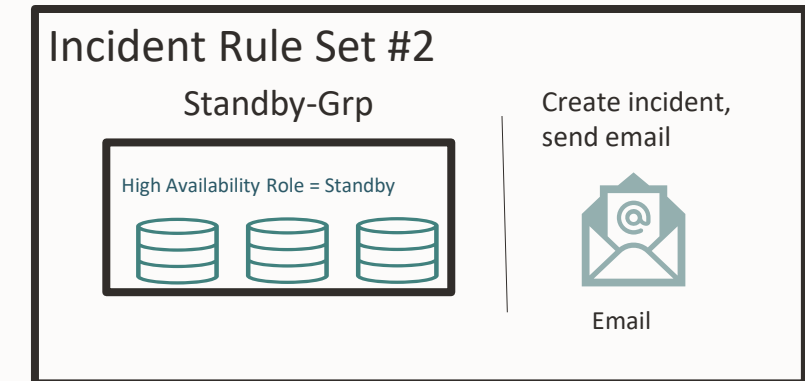 Incident Rule Set #2
Standby-Grp
High Availability Role = Standby
Create incident,
send email
@
Email